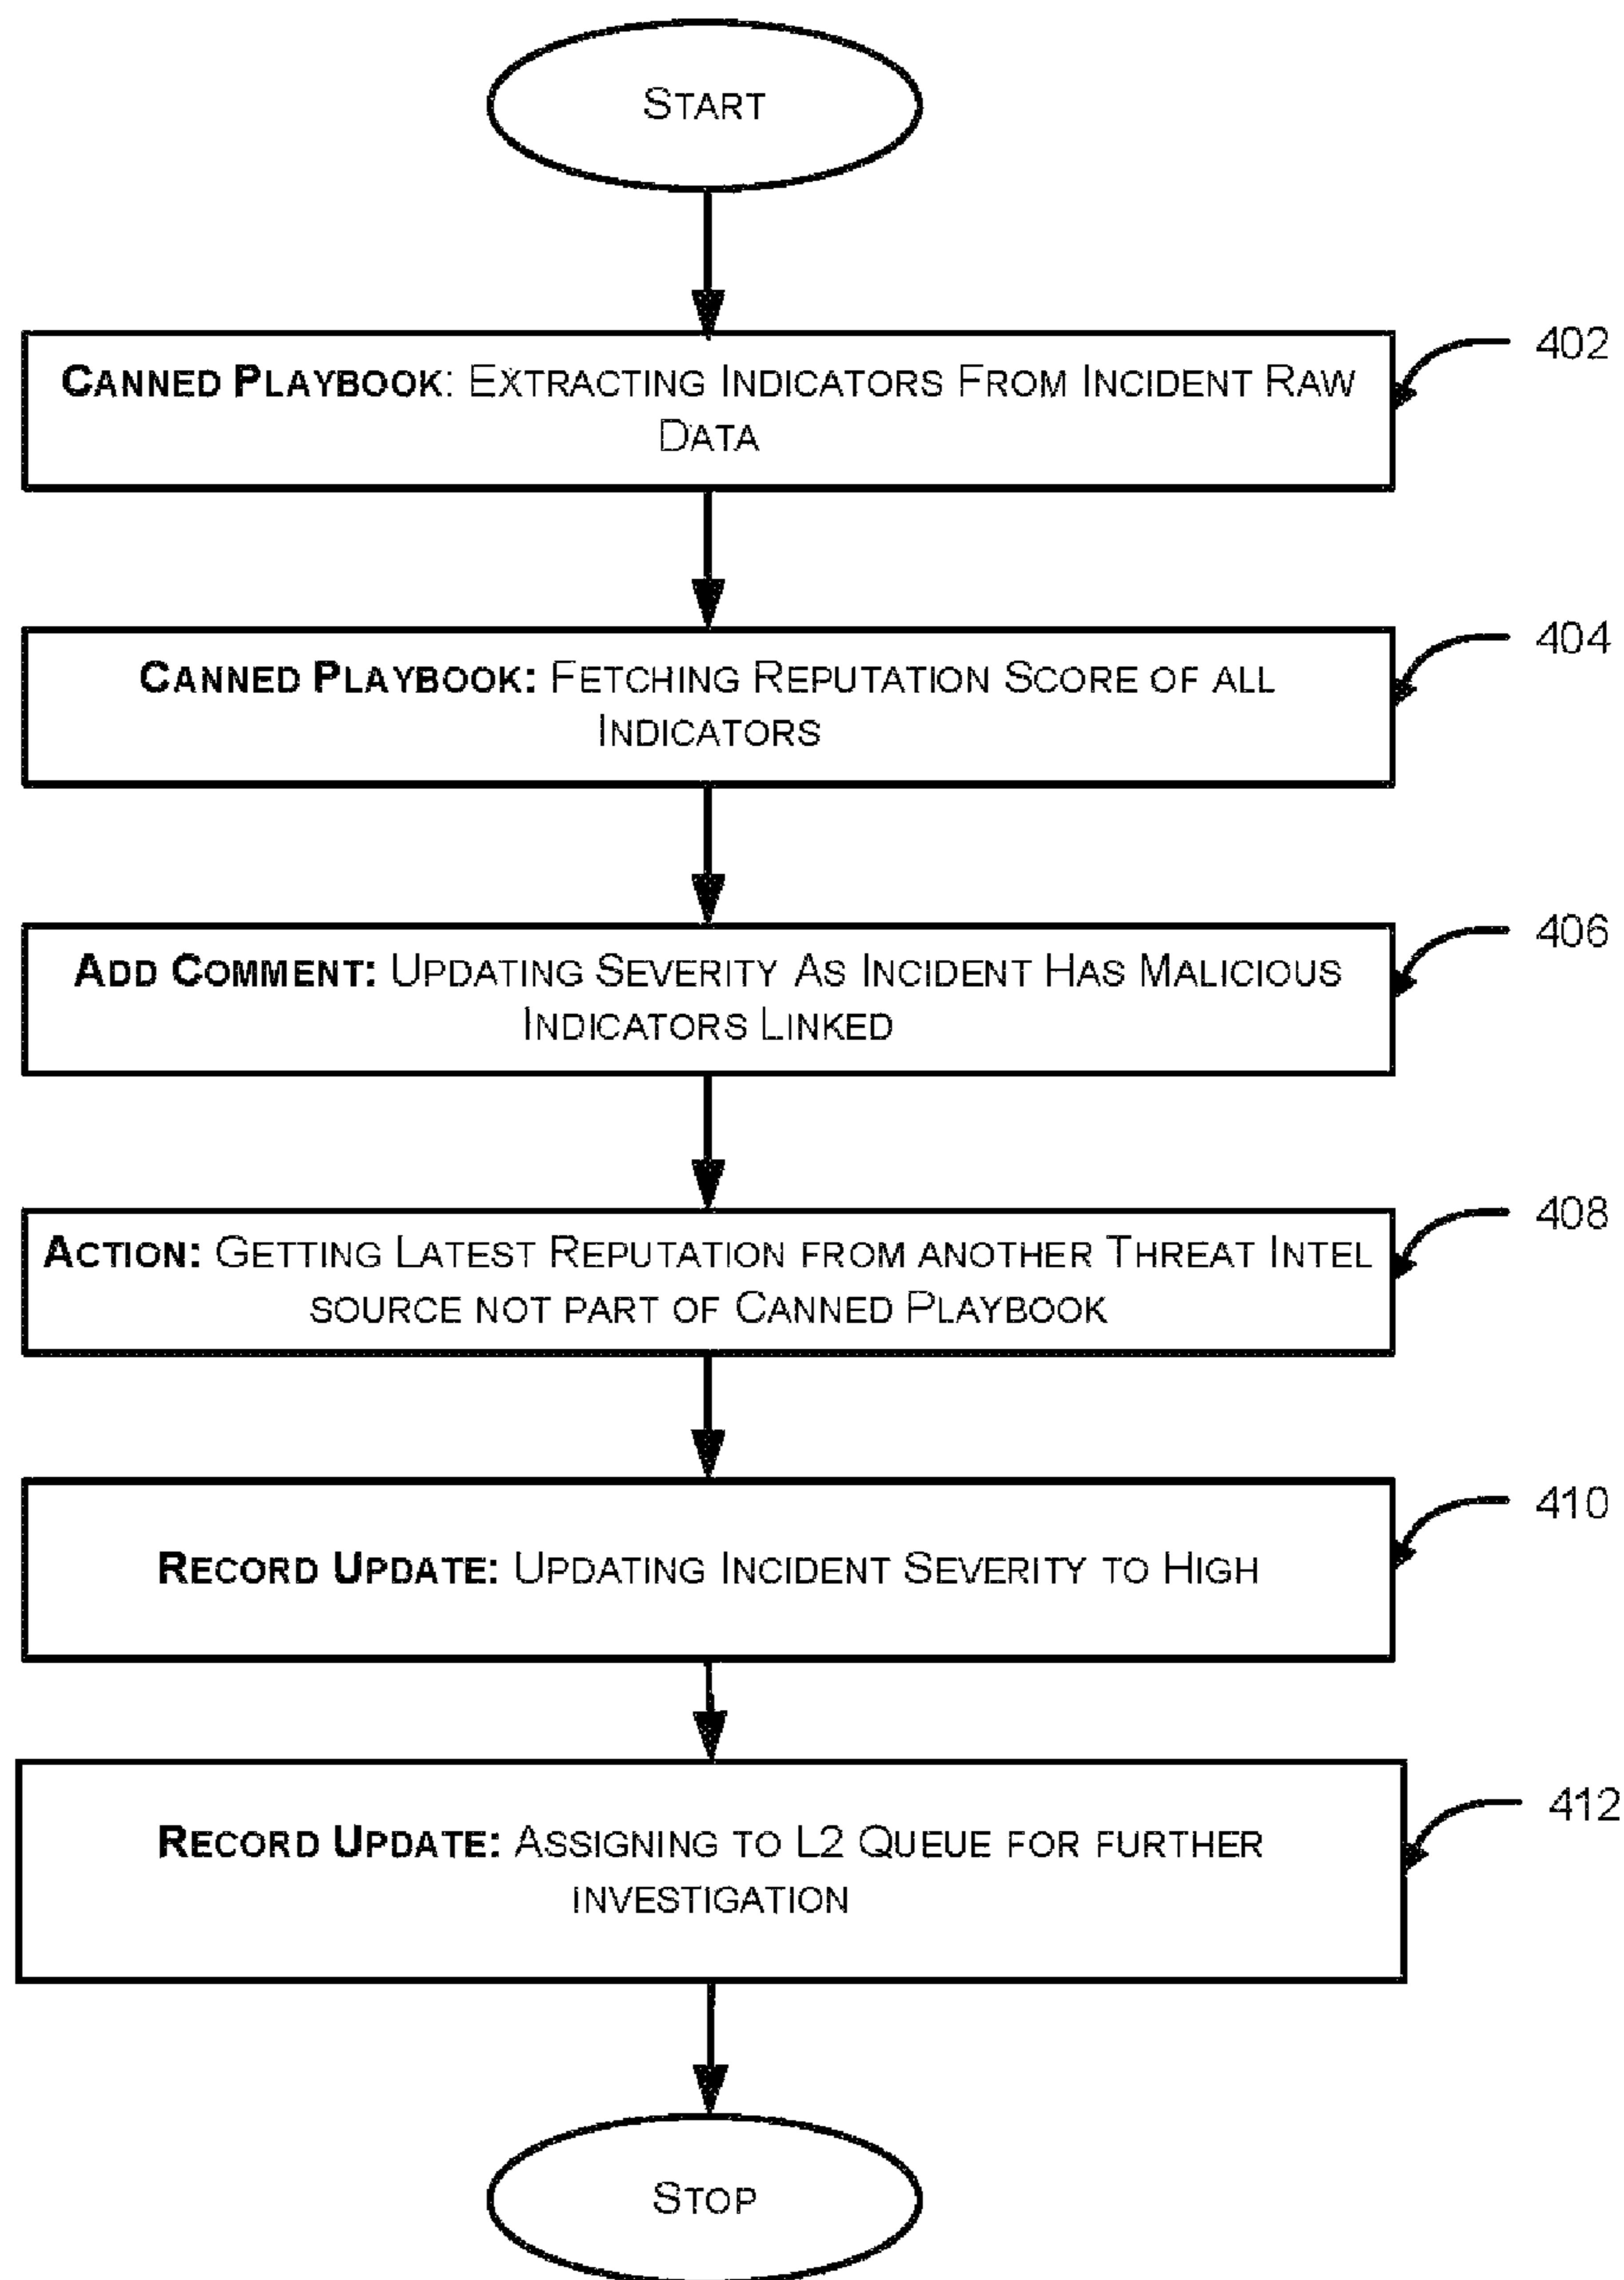 START
CANNED PLAYBOOK: EXTRACTING INDICATORS FROM INCIDENT RAW
DATA
402
CANNED PLAYBOOK: FETCHING REPUTATION SCORE OF ALL
INDICATORS
404
ADD COMMENT: UPDATING SEVERITY AS INCIDENT HAS MALICIOUS
INDICATORS LINKED
406
ACTION: GETTING LATEST REPUTATION FROM ANOTHER THREAT INTEL
SOURCE NOT PART OF CANNED PLAYBOOK
408
RECORD UPDATE: UPDATING INCIDENT SEVERITY TO HIGH
410
RECORD UPDATE: ASSIGNING TO L2 QUEUE FOR FURTHER
INVESTIGATION
412
STOP